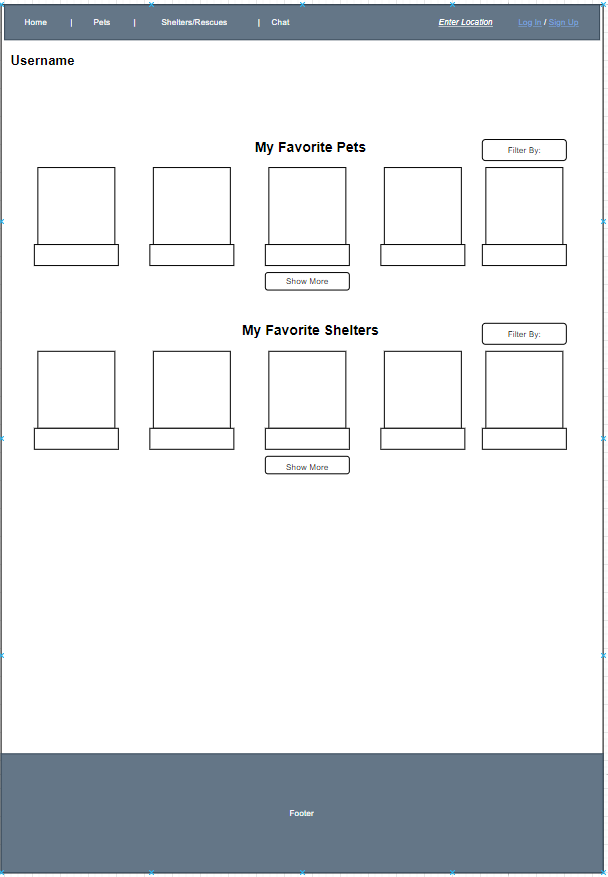 Home | Pets | Shelters/Rescues | Chat Enter Location Log In / Sign Up
Username
My Favorite Pets
Filter By:
Show More
My Favorite Shelters
Filter By:
Show More
Footer